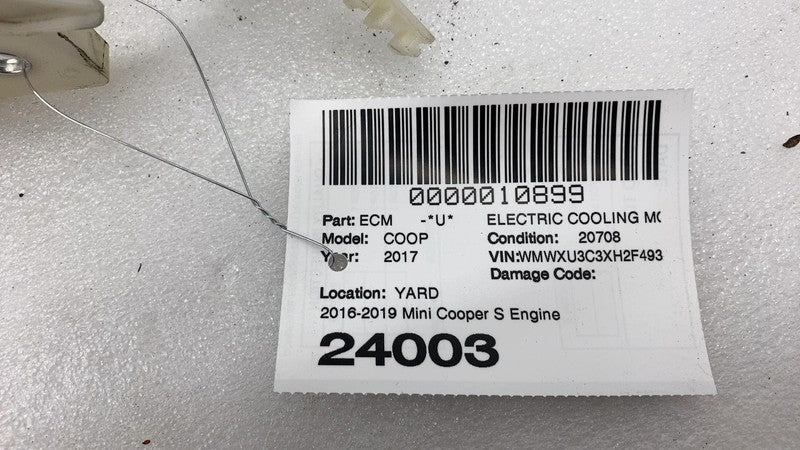 0000010899
Part: ECM -*U* ELECTRIC COOLING MO
Model: COOP Condition: 20708
Year: 2017 VIN:WMWXU3C3XH2F493
Damage Code:
Location: YARD
2016-2019 Mini Cooper S Engine
24003